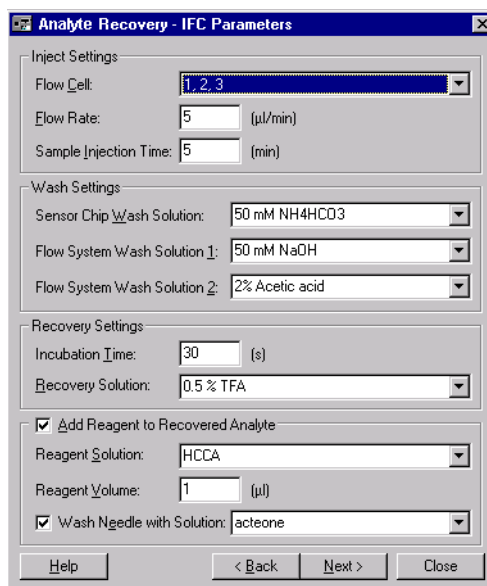 Analyte Recovery - IFC Parameters
Inject Settings
Flow Cell: 1, 2, 3
Flow Rate: 5 (µl/min)
Sample Injection Time: 5 (min)
Wash Settings
Sensor Chip Wash Solution: 50 mM NH4HCO3
Flow System Wash Solution 1: 50 mM NaOH
Flow System Wash Solution 2: 2% Acetic acid
Recovery Settings
Incubation Time: 30 (s)
Recovery Solution: 0.5 % TFA
Add Reagent to Recovered Analyte
Reagent Solution: HCCA
Reagent Volume: 1 (µl)
Wash Needle with Solution: acteone
Help < Back Next > Close